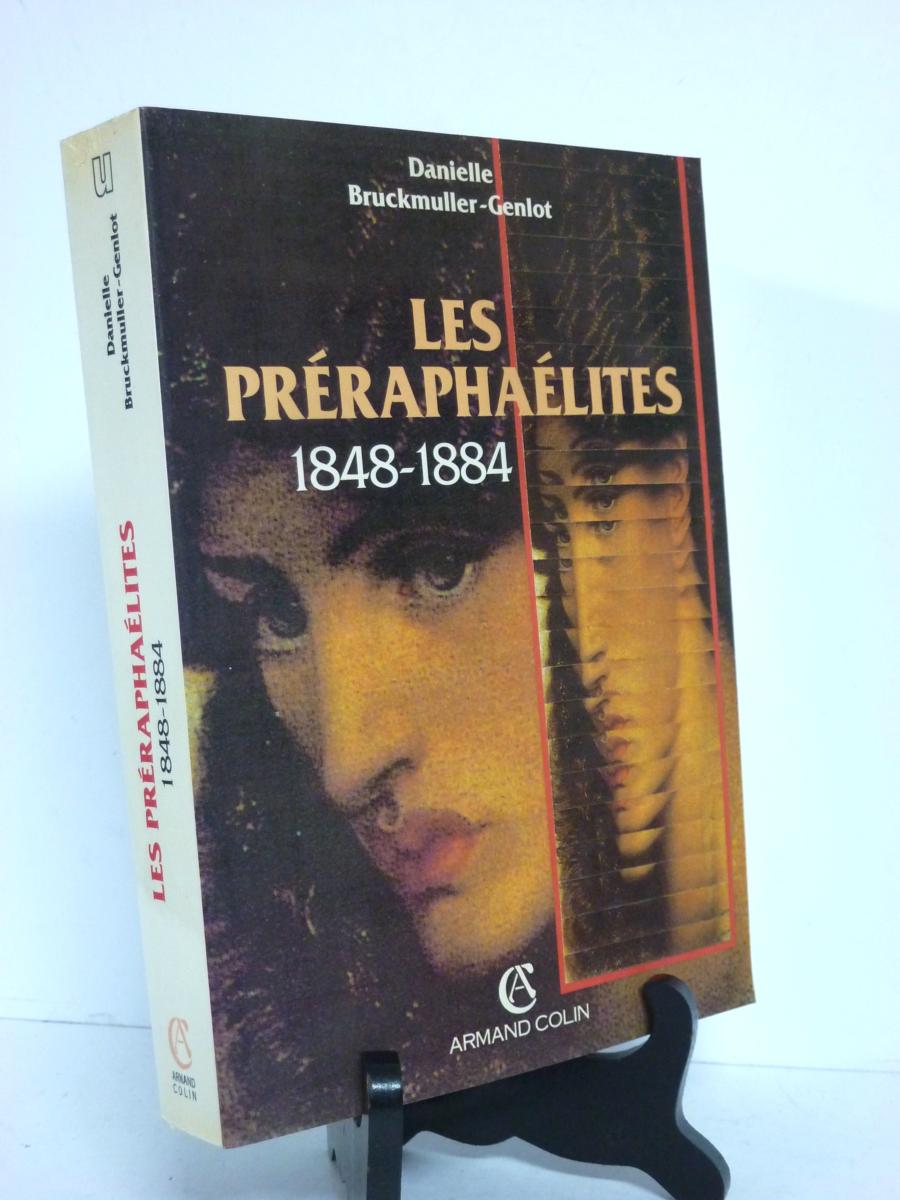 Danielle
Bruckmuller-Genlot
LES
PRÉRAPHAÉLITES
1848-1884
ARMAND COLIN
U
Danielle
Bruckmuller-Genlot
LES PRÉRAPHAÉLITES
1848-1884
ARMAND
COLIN